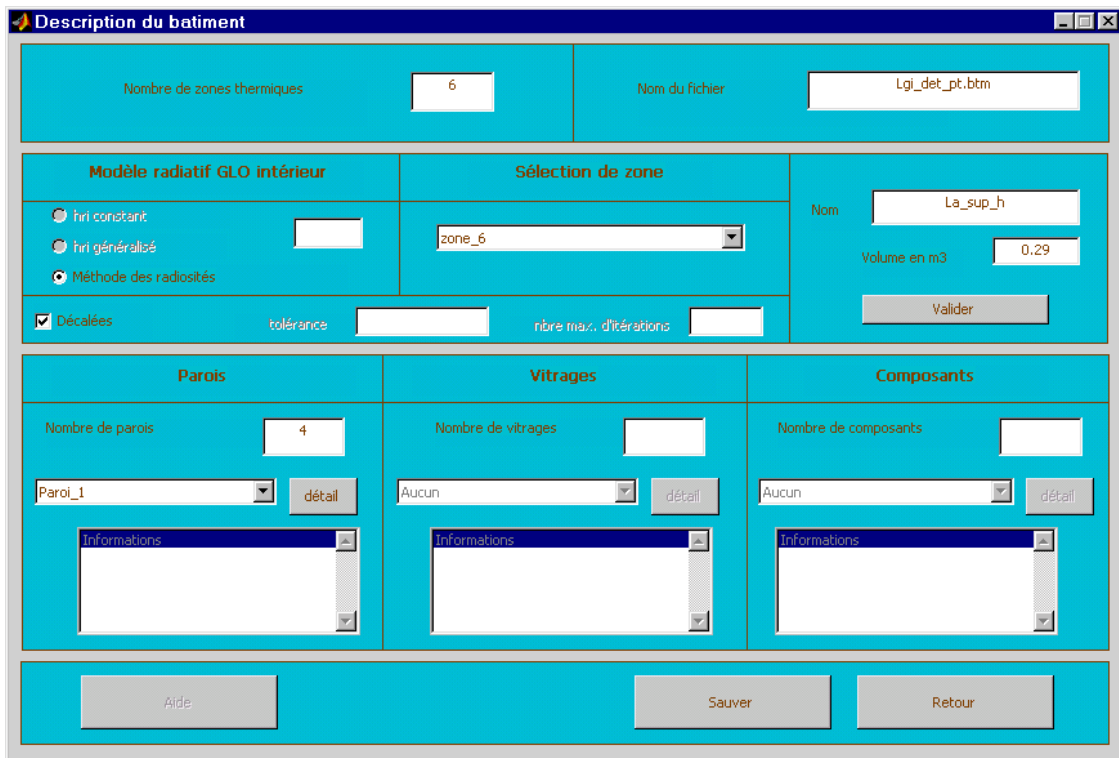 Description du batiment
Nombre de zones thermiques 6 Nom du fichier Lgi_det_pt.btm
Modèle radiatif GLO intérieur Sélection de zone
hri constant
hri généralisé
Méthode des radiosités
zone_6
Nom La_sup_h
Volume en m3 0.29
Valider
Décalées tolérance nbre max. d'itérations
Parois Vitrages Composants
Nombre de parois 4 Nombre de vitrages Nombre de composants
Paroi_1 détail Aucun détail Aucun détail
Informations Informations Informations
Aide Sauver Retour